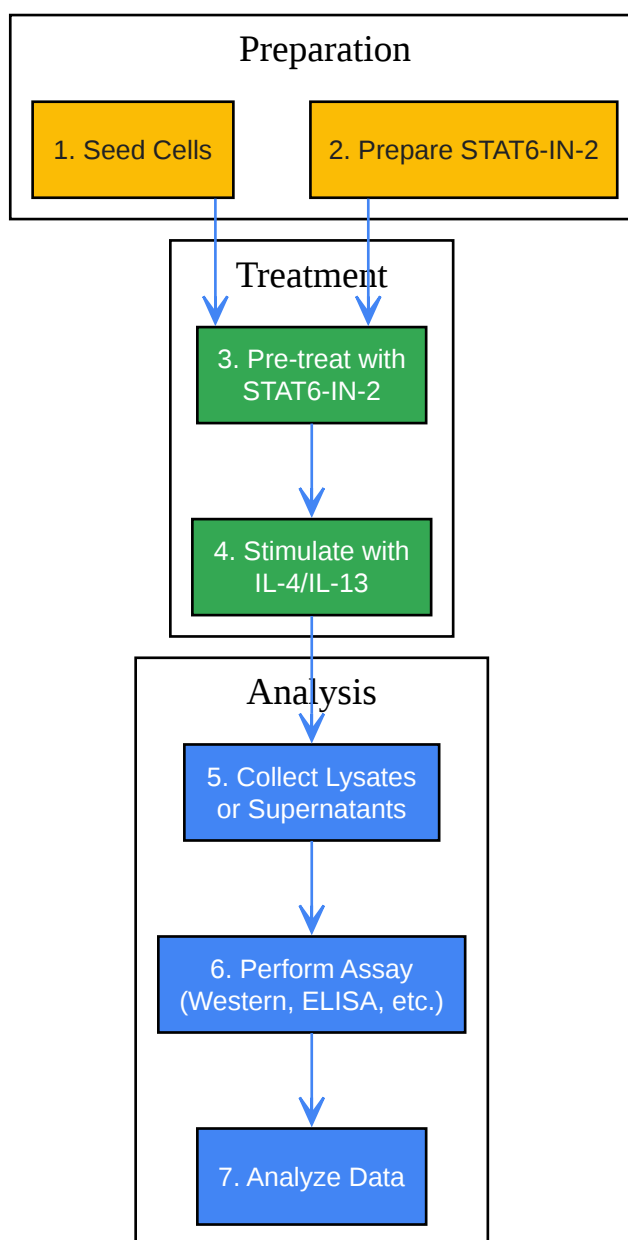 Preparation
1. Seed Cells
2. Prepare STAT6-IN-2
Treatment
3. Pre-treat with
STAT6-IN-2
4. Stimulate with
IL-4/IL-13
Analysis
5. Collect Lysates
or Supernatants
6. Perform Assay
(Western, ELISA, etc.)
7. Analyze Data